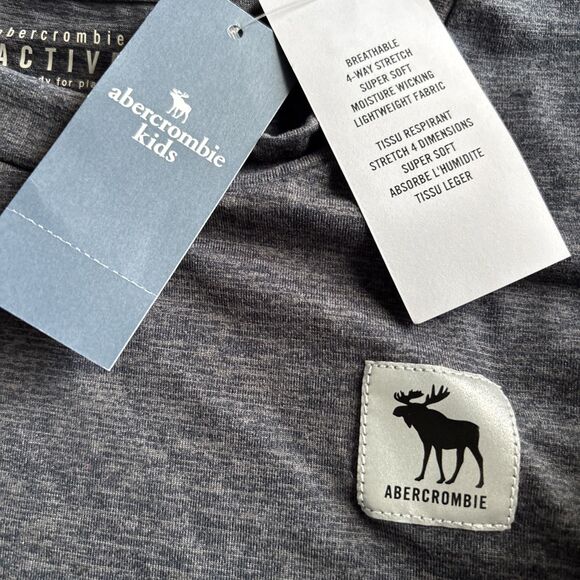 abercrombie
ACTIVE
abercrombie
kids
BREATHABLE
4-WAY STRETCH
SUPER SOFT
MOISTURE WICKING
LIGHTWEIGHT FABRIC
TISSU RESPIRANT
STRETCH 4 DIMENSIONS
SUPER SOFT
ABSORBE L'HUMIDITE
TISSU LEGER
ABERCROMBIE